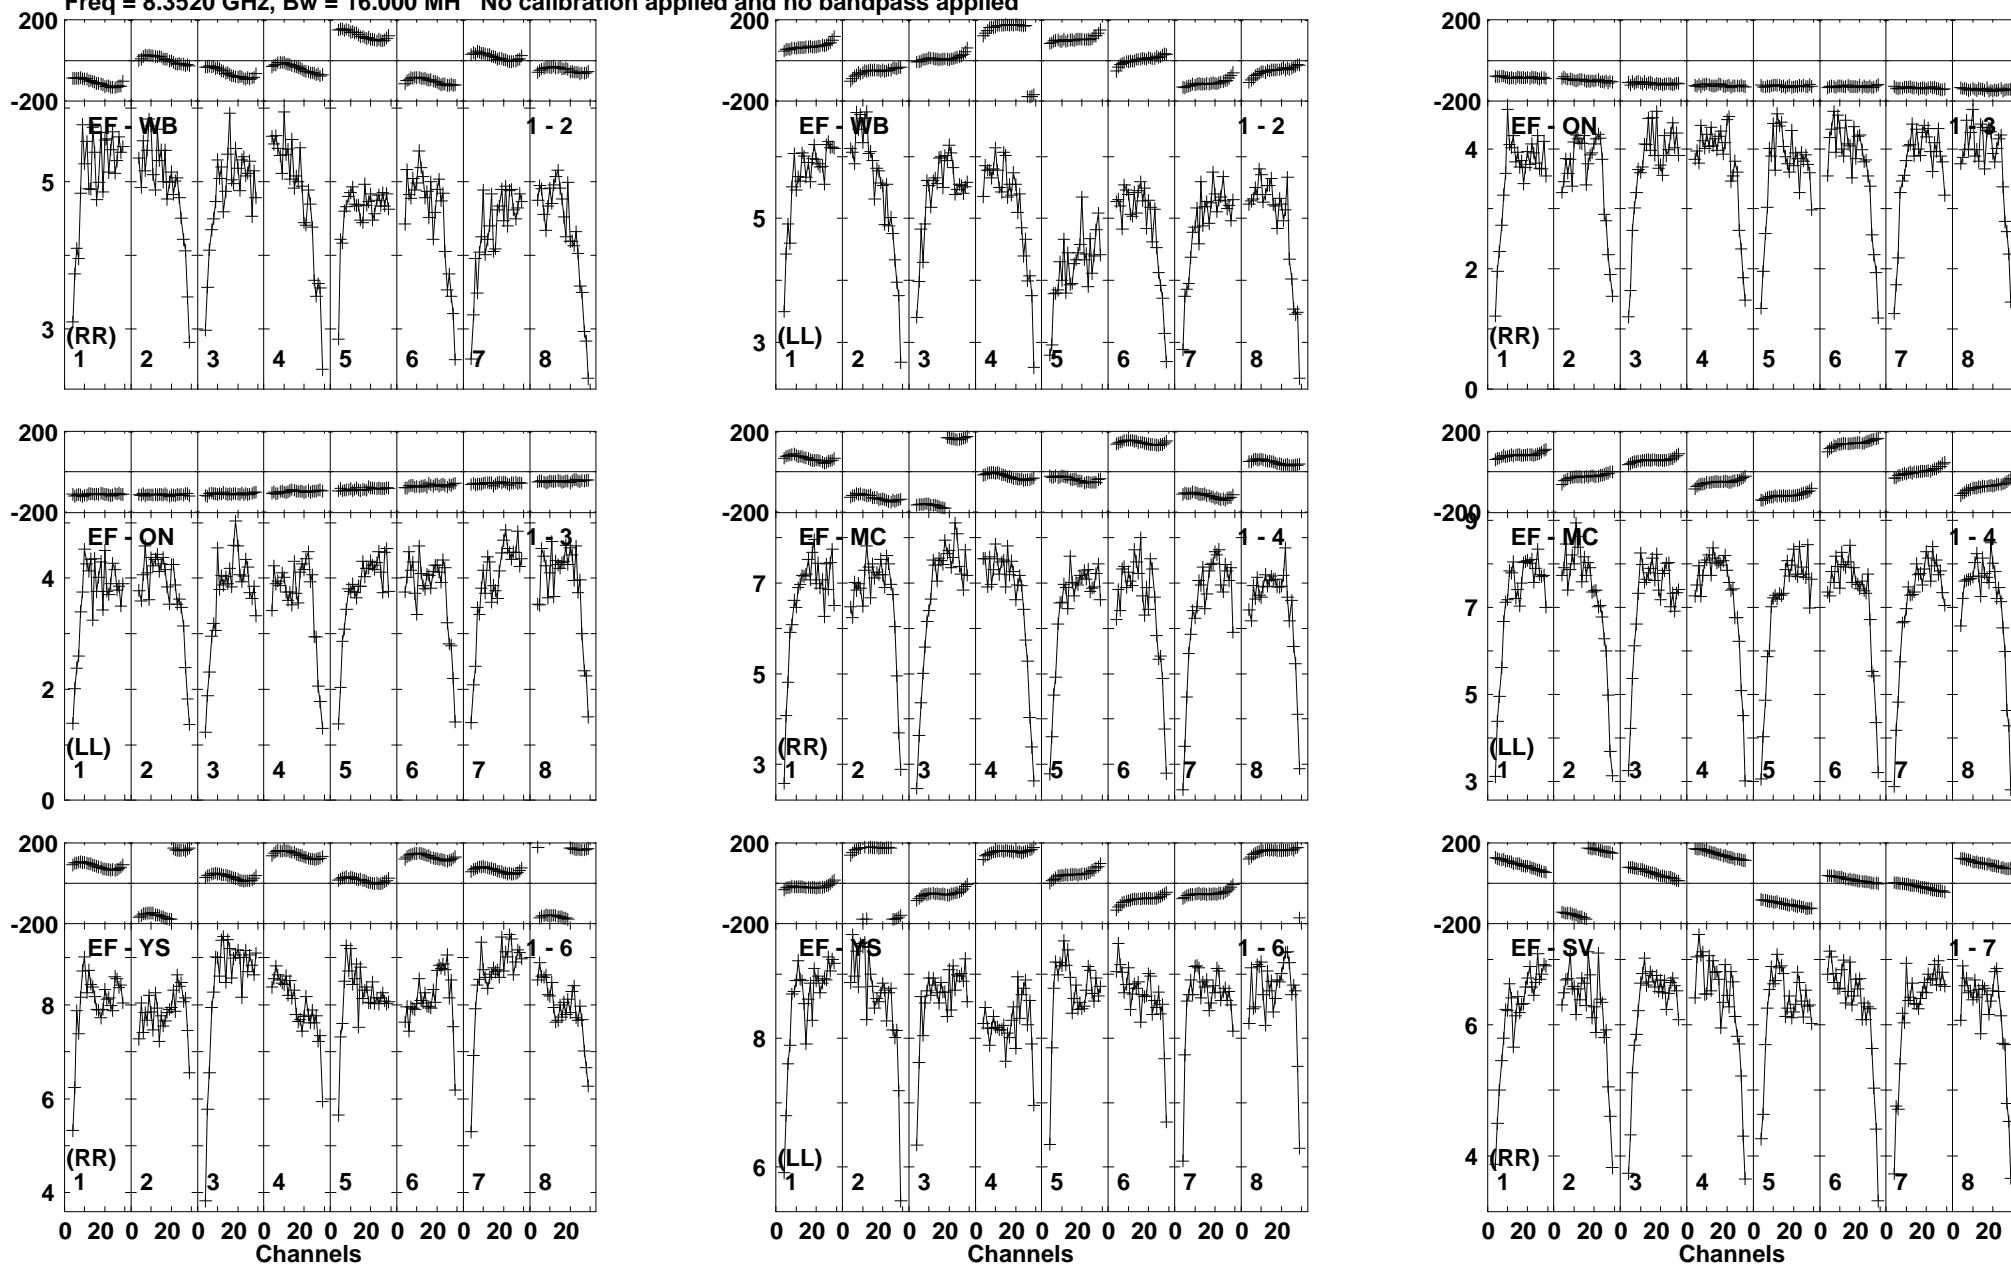 Freq = 8.3520 GHz, Bw = 16.000 MH No calibration applied and no bandpass applied
200 200 200
-200 -200 -200
EF - WB 1 - 2 EF - WB 1 - 2 EF - ON 1 - 3
5 5 4
2
3 3
(RR) (LL) (RR)
1 2 3 4 5 6 7 8 1 2 3 4 5 6 7 8 1 2 3 4 5 6 7 8
0
200 200 200
-200 -200 -200
9
EF - ON 1 - 3 EF - MC 1 - 4 EF - MC 1 - 4
4 7 7
2 5 5
3 3
(LL) (RR) (LL)
1 2 3 4 5 6 7 8 1 2 3 4 5 6 7 8 1 2 3 4 5 6 7 8
0
200 200 200
-200 -200 -200
EF - YS 1 - 6 EF - YS 1 - 6 EF - SV 1 - 7
8 8 6
6 6 4
(RR) (LL) (RR)
1 2 3 4 5 6 7 8 1 2 3 4 5 6 7 8 1 2 3 4 5 6 7 8
4
0 20 0 20 0 20 0 20 0 20 0 20 0 20 0 20 0 20 0 20 0 20 0 20 0 20 0 20 0 20 0 20 0 20 0 20 0 20 0 20 0 20 0 20 0 20 0 20
Channels Channels Channels